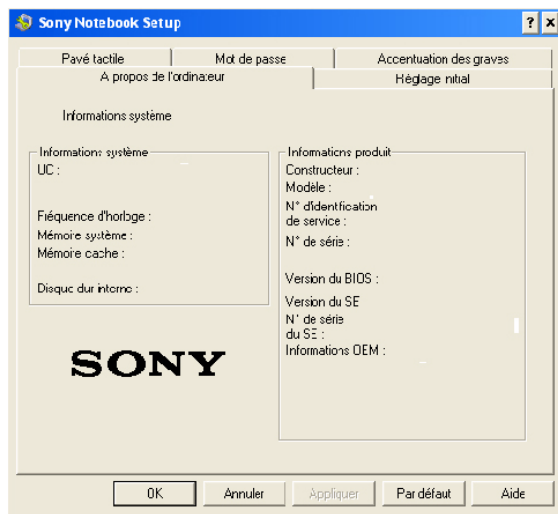 Sony Notebook Setup
Pavé tactile
Mot de passe
Accentuation des graves
A propos de l'ordinateur
Réglage initial
Informations système
Informations système
UC :
Fréquence d'horloge :
Mémoire système :
Mémoire cache :
Disque dur interne :
Informations produit
Constructeur :
Modèle :
N° d'identification
de service :
N° de série :
Version du BIOS :
Version du SE
N° de série
du SE :
Informations OEM :
SONY
OK
Annuler
Appliquer
Par défaut
Aide